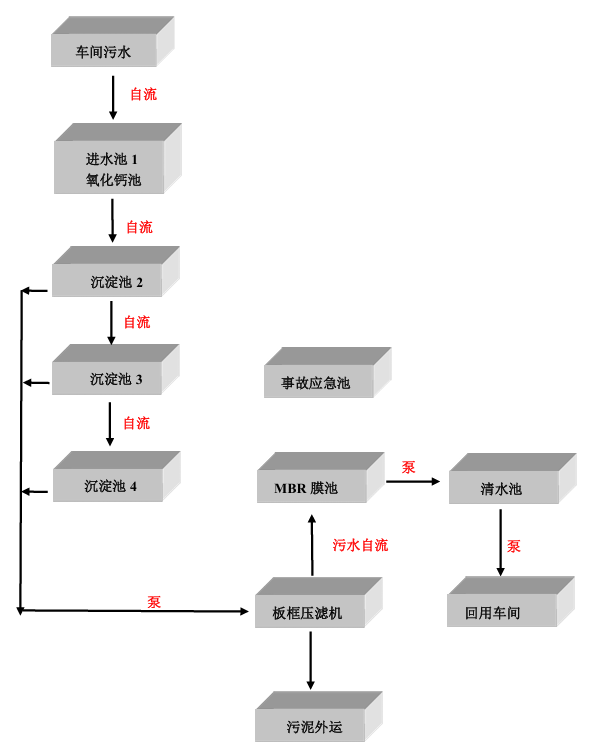 车间污水
自流
进水池 1
氧化钙池
自流
沉淀池 2
自流
沉淀池 3
事故应急池
自流
沉淀池 4
MBR 膜池
泵
清水池
污水自流
泵
泵
板框压滤机
回用车间
污泥外运